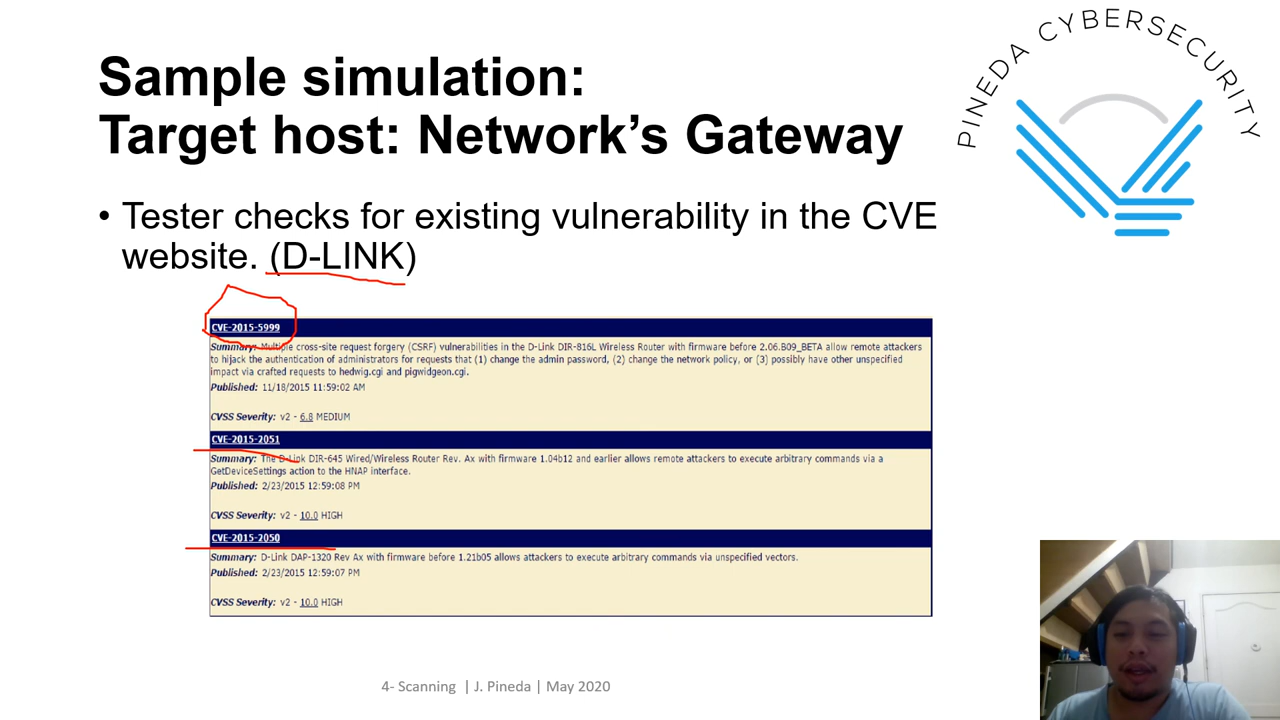 PINEDA CYBERSECURITY
Sample simulation:
Target host: Network’s Gateway
• Tester checks for existing vulnerability in the CVE
website. (D-LINK)
CVE-2015-5999
Summary: Multiple cross-site request forgery (CSRF) vulnerabilities in the D-Link DIR-816L Wireless Router with firmware before 2.06.B09_BETA allow remote attackers
to hijack the authentication of administrators for requests that (1) change the admin password, (2) change the network policy, or (3) possibly have other unspecified
impact via crafted requests to hedwig.cgi and pigwidgeon.cgi.
Published: 11/18/2015 11:59:02 AM
CVSS Severity: v2 - 6.8 MEDIUM
CVE-2015-2051
Summary: The D-Link DIR-645 Wired/Wireless Router Rev. Ax with firmware 1.04b12 and earlier allows remote attackers to execute arbitrary commands via a
GetDeviceSettings action to the HNAP interface.
Published: 2/23/2015 12:59:08 PM
CVSS Severity: v2 - 10.0 HIGH
CVE-2015-2050
Summary: D-Link DAP-1320 Rev Ax with firmware before 1.21b05 allows attackers to execute arbitrary commands via unspecified vectors.
Published: 2/23/2015 12:59:07 PM
CVSS Severity: v2 - 10.0 HIGH
4- Scanning | J. Pineda | May 2020